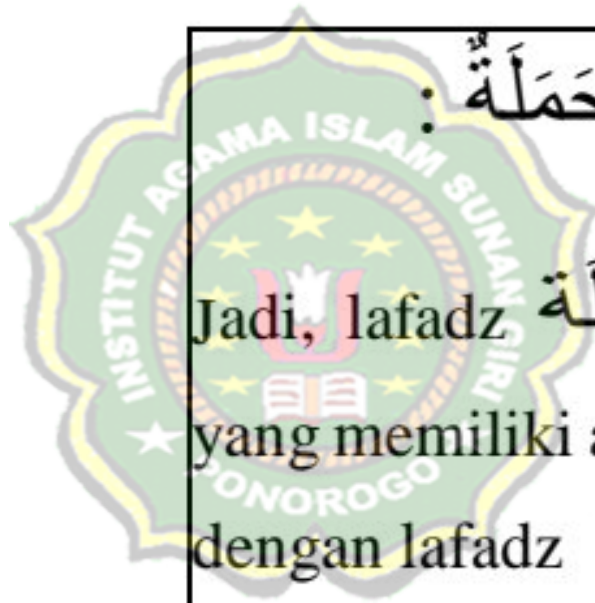 حَمَلَةٌ :
INSTITUT AGAMA ISLAM SUNAN GIRI
Jadi, lafadz
yang memiliki
PONOROGO
dengan lafadz